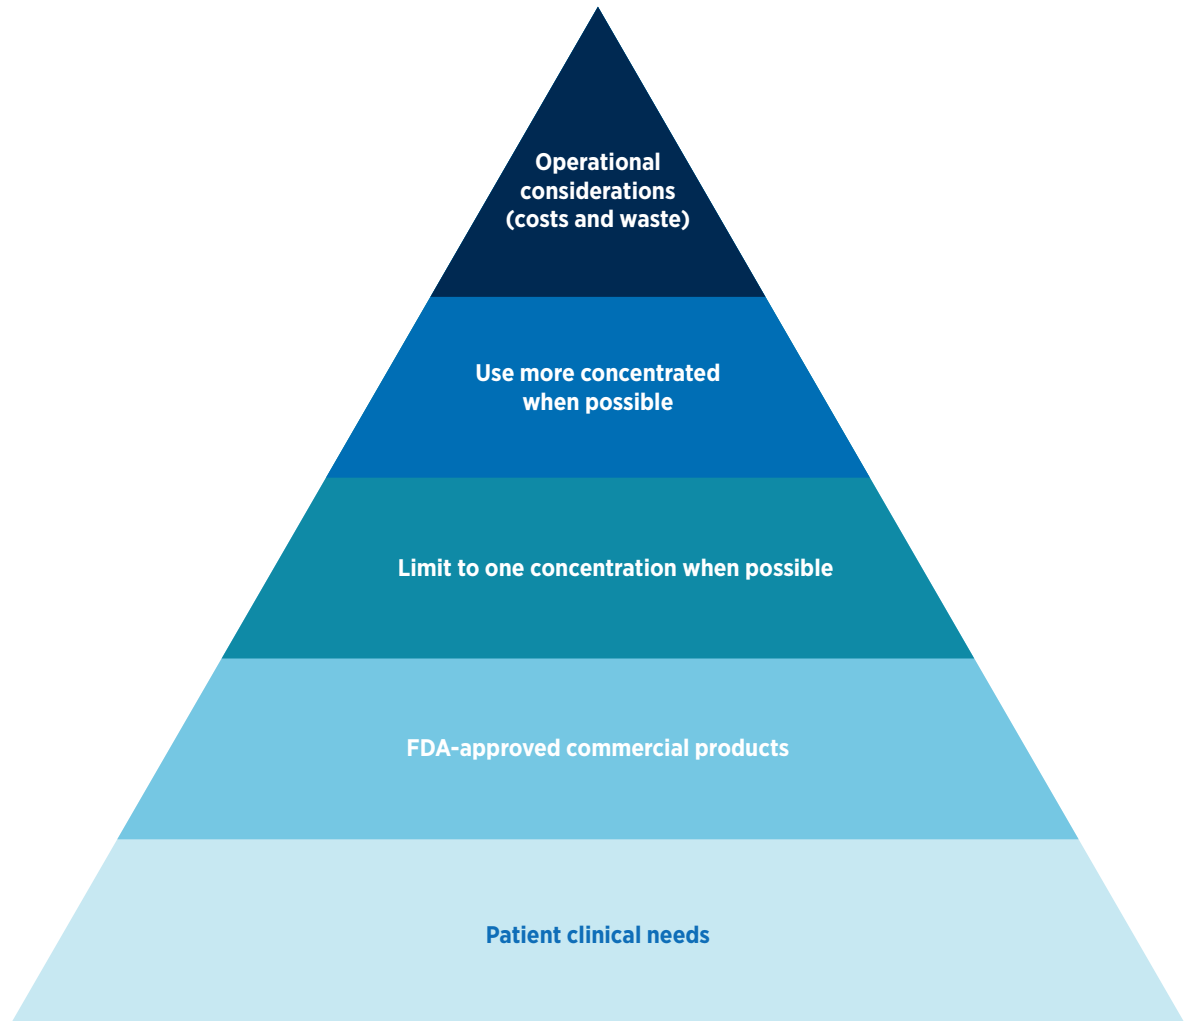 Operational
considerations
(costs and waste)
Use more concentrated
when possible
Limit to one concentration when possible
FDA-approved commercial products
Patient clinical needs